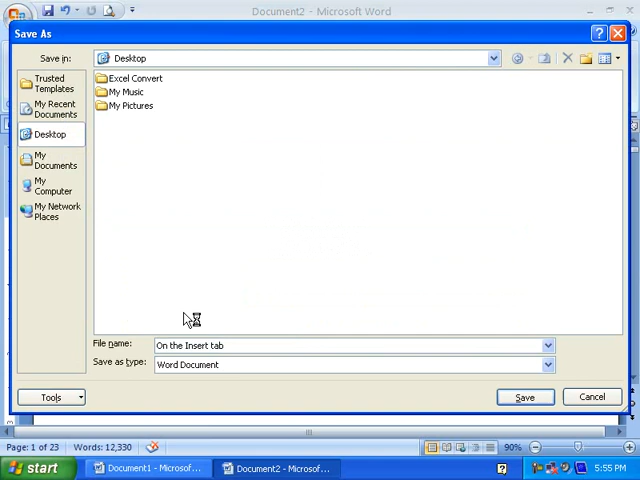 Document2 - Microsoft Word
Save As
Save in:
Desktop
Trusted
Templates
My Recent
Documents
Desktop
My
Documents
My
Computer
My Network
Places
Excel Convert
My Music
My Pictures
File name:
On the Insert tab
Save as type:
Word Document
Tools
Save
Cancel
Page: 1 of 23
Words: 12,330
90%
start
Document1 - Microsof...
Document2 - Microsof...
5:55 PM